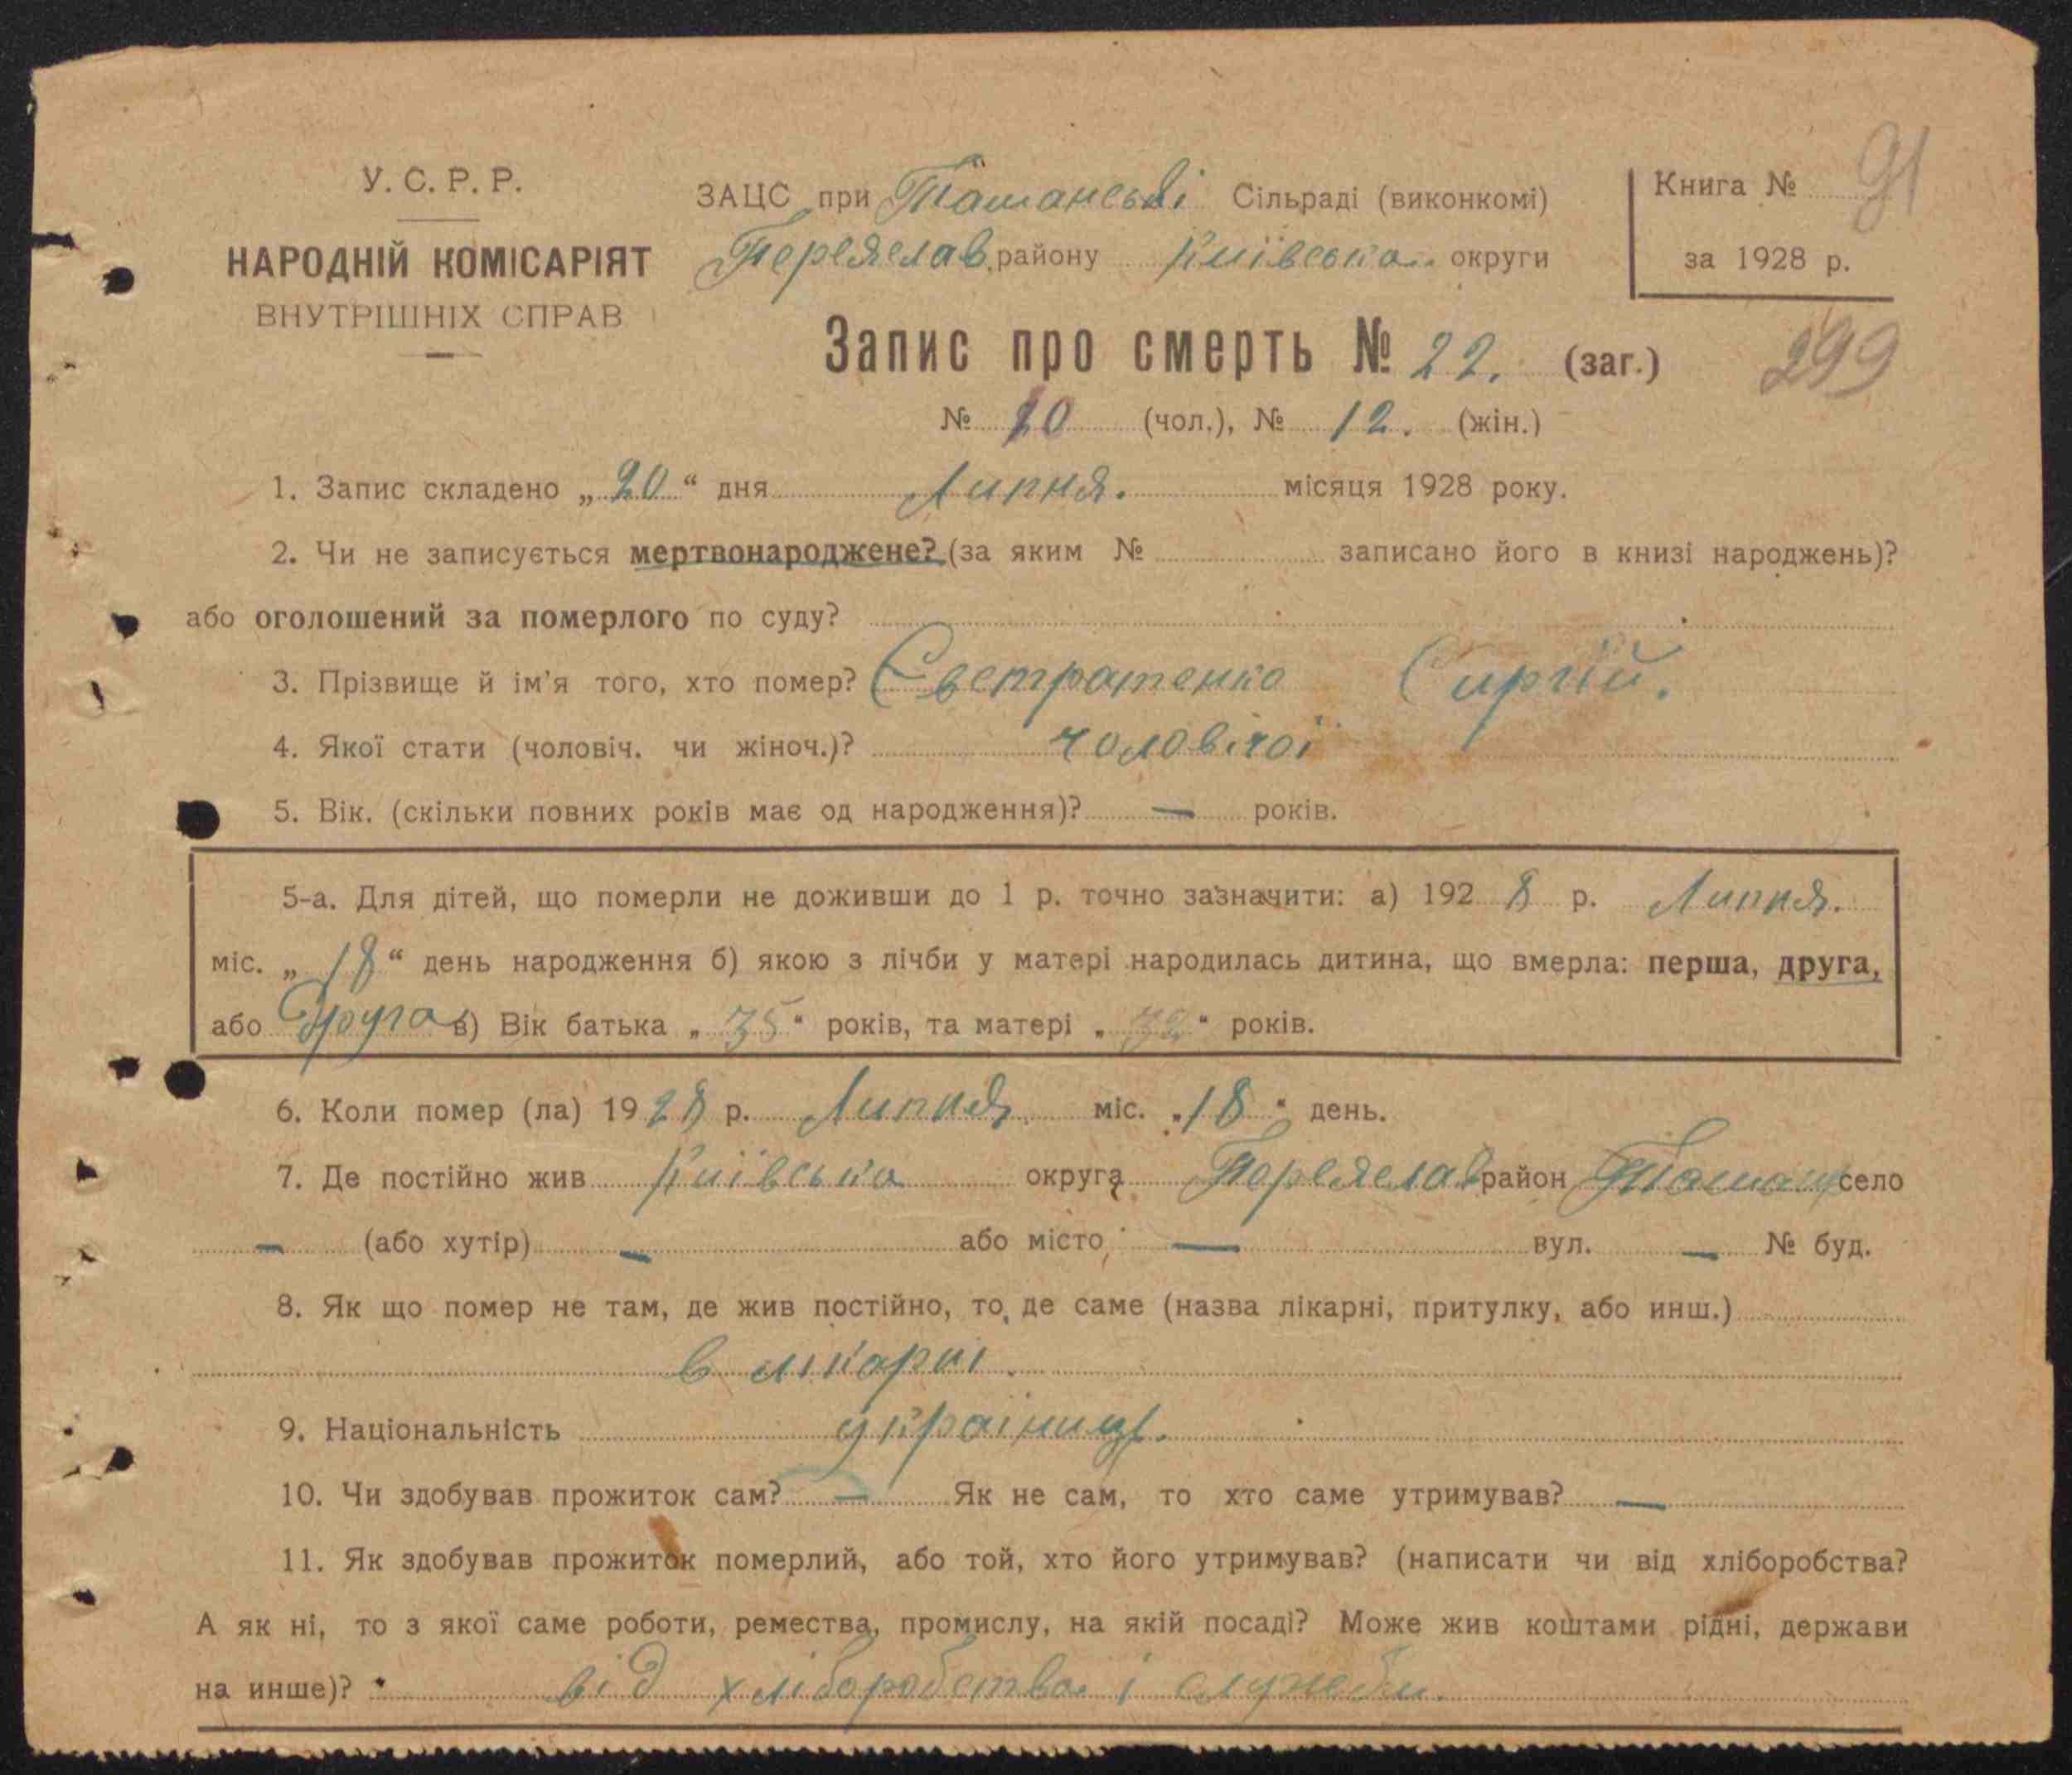 У. С. Р. Р.
НАРОДНІЙ КОМІСАРІЯТ
ВНУТРІШНІХ СПРАВ
ЗАЦС при Ташанські Сільраді (виконкомі)
Переяслав району Київська округи
Книга № 91
за 1928 р.
Запис про смерть № 22. (заг.)
299
№ 10 (чол.), № 12. (жін.)
1. Запис складено „20“ дня Липня. місяця 1928 року.
2. Чи не записується мертвонароджене? (за яким № записано його в книзі народжень)?
або оголошений за померлого по суду?
3. Прізвище й ім'я того, хто помер? Євстратенко Сиргій.
4. Якої стати (чоловіч. чи жіноч.)? чоловічої
5. Вік. (скільки повних років має од народження)? — років.
5-а. Для дітей, що померли не доживши до 1 р. точно зазначити: а) 1928 р. Липня.
міс. „18“ день народження б) якою з лічби у матері народилась дитина, що вмерла: перша, друга,
або Друга в) Вік батька „35“ років, та матері „32“ років.
6. Коли помер (ла) 1928 р. Липня міс. „18“ день.
7. Де постійно жив Київська округа Переяслав район Ташань село
— (або хутір) — або місто — вул. — № буд.
8. Як що помер не там, де жив постійно, то де саме (назва лікарні, притулку, або инш.)
в лікарні.
9. Національність українць.
10. Чи здобував прожиток сам? — Як не сам, то хто саме утримував? —
11. Як здобував прожиток померлий, або той, хто його утримував? (написати чи від хліборобства?
А як ні, то з якої саме роботи, ремества, промислу, на якій посаді? Може жив коштами рідні, держави
на инше)? від хліборобства і служби.